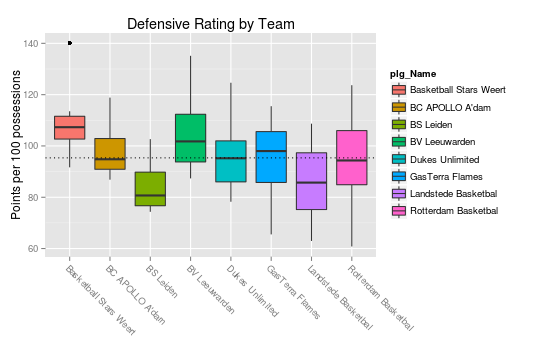 Defensive Rating by Team
Points per 100 possessions
140
120
100
80
60
Basketball Stars Weert
BC APOLLO A'dam
BS Leiden
BV Leeuwarden
Dukes Unlimited
GasTerra Flames
Landstede Basketbal
Rotterdam Basketbal
plg_Name
Basketball Stars Weert
BC APOLLO A'dam
BS Leiden
BV Leeuwarden
Dukes Unlimited
GasTerra Flames
Landstede Basketbal
Rotterdam Basketbal